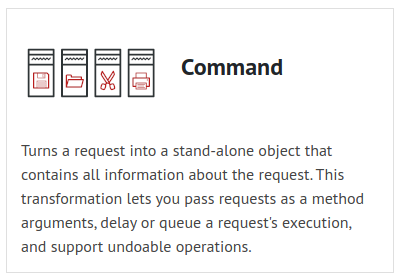 Command
Turns a request into a stand-alone object that
contains all information about the request. This
transformation lets you pass requests as a method
arguments, delay or queue a request's execution,
and support undoable operations.